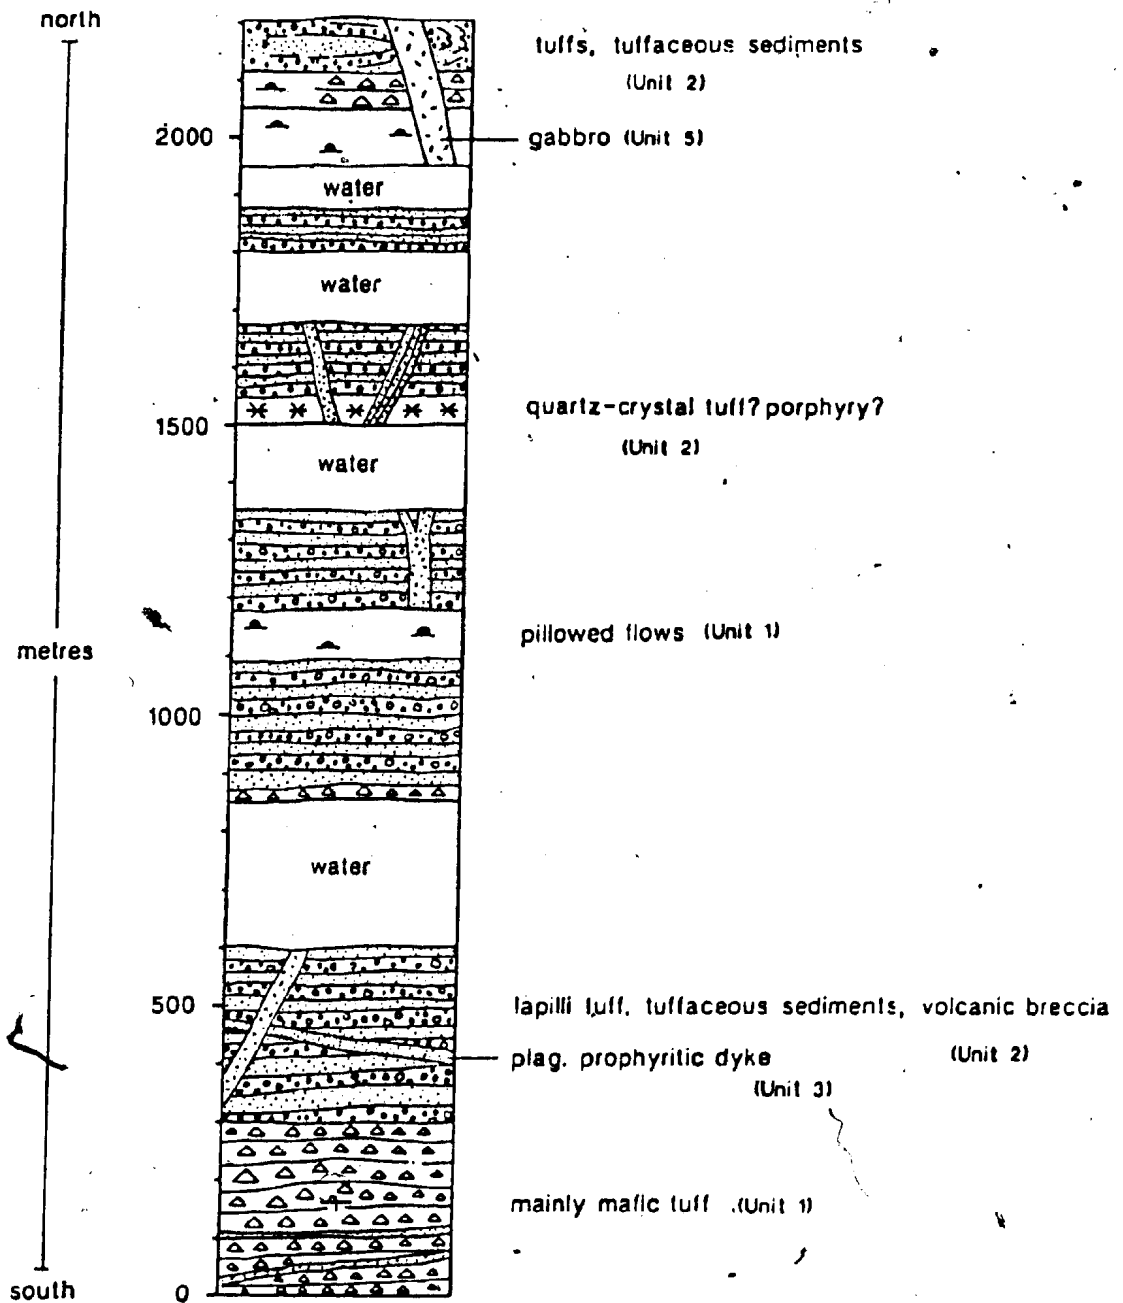 north
tuffs, tuffaceous sediments
(Unit 2)
2000
gabbro (Unit 5)
water
water
quartz-crystal tuff? porphyry?
1500
(Unit 2)
water
pillowed flows (Unit 1)
metres
1000
water
500
lapilli tuff, tuffaceous sediments, volcanic breccia
plag. prophyritic dyke
(Unit 2)
(Unit 3)
mainly mafic tuff (Unit 1)
south
0